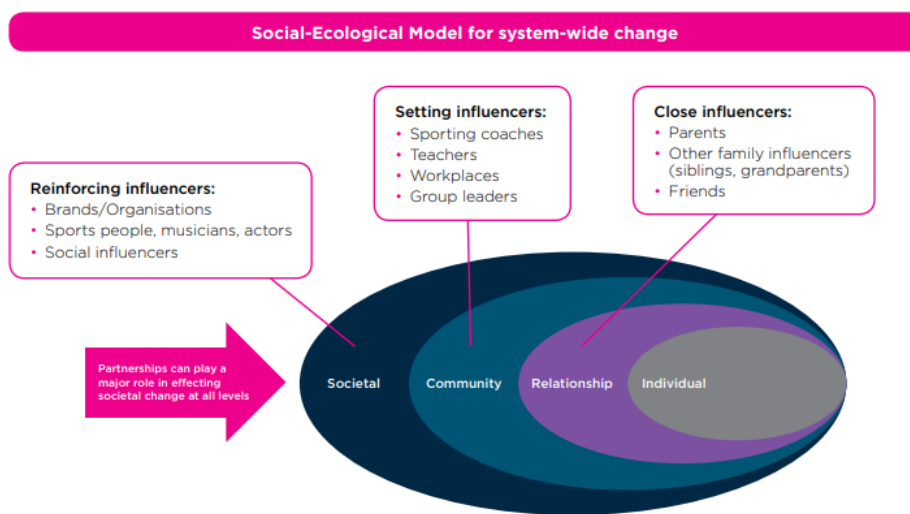 Social-Ecological Model for system-wide change
Reinforcing influencers:
• Brands/Organisations
• Sports people, musicians, actors
• Social influencers
Setting influencers:
• Sporting coaches
• Teachers
• Workplaces
• Group leaders
Close influencers:
• Parents
• Other family influencers
(siblings, grandparents)
• Friends
Partnerships can play a
major role in effecting
societal change at all levels
Societal
Community
Relationship
Individual